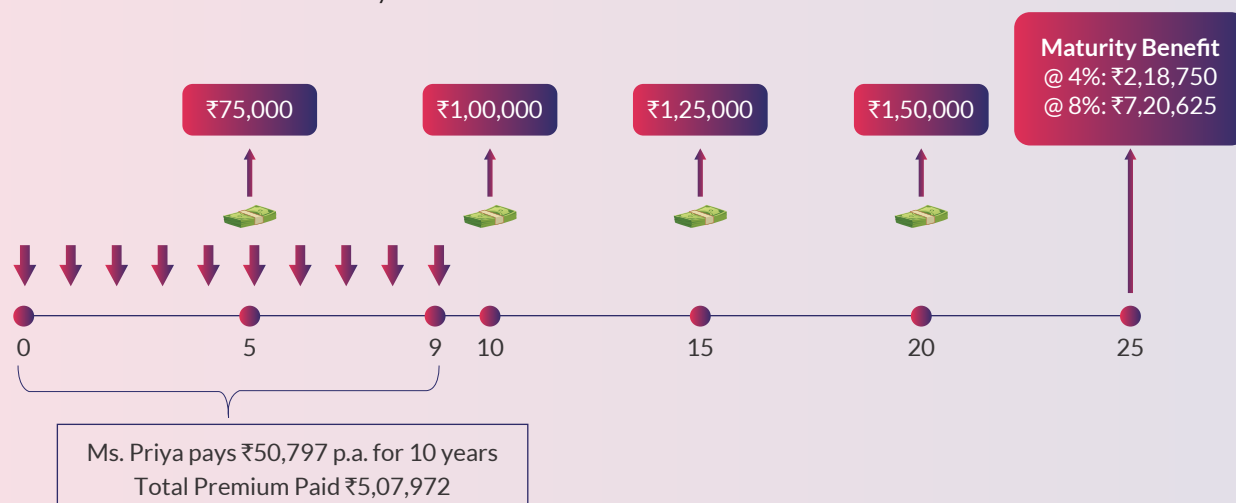 ₹75,000
₹1,00,000
₹1,25,000
₹1,50,000
Maturity Benefit
@ 4%: ₹2,18,750
@ 8%: ₹7,20,625
0
5
9
10
15
20
25
Ms. Priya pays ₹50,797 p.a. for 10 years
Total Premium Paid ₹5,07,972